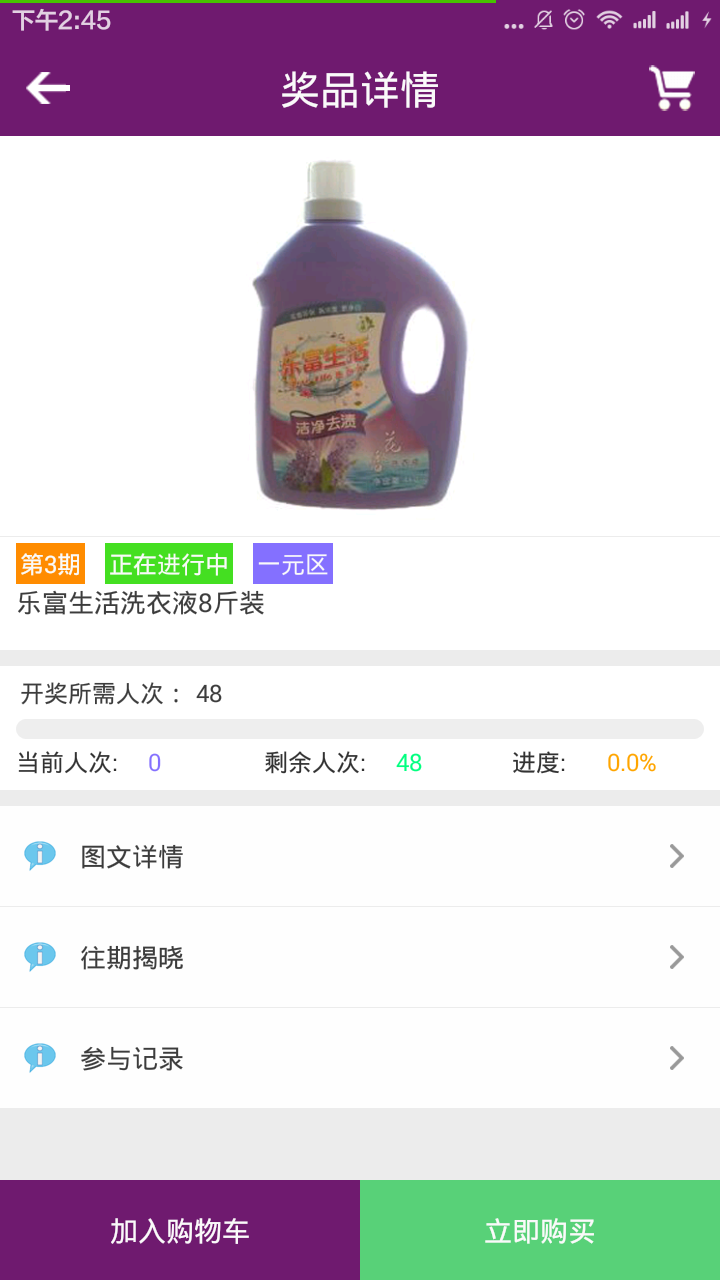 下午2:45
奖品详情
乐富生活
洁净去渍
第3期 正在进行中 一元区
乐富生活洗衣液8斤装
开奖所需人次 : 48
当前人次: 0 剩余人次: 48 进度: 0.0%
图文详情
往期揭晓
参与记录
加入购物车 立即购买